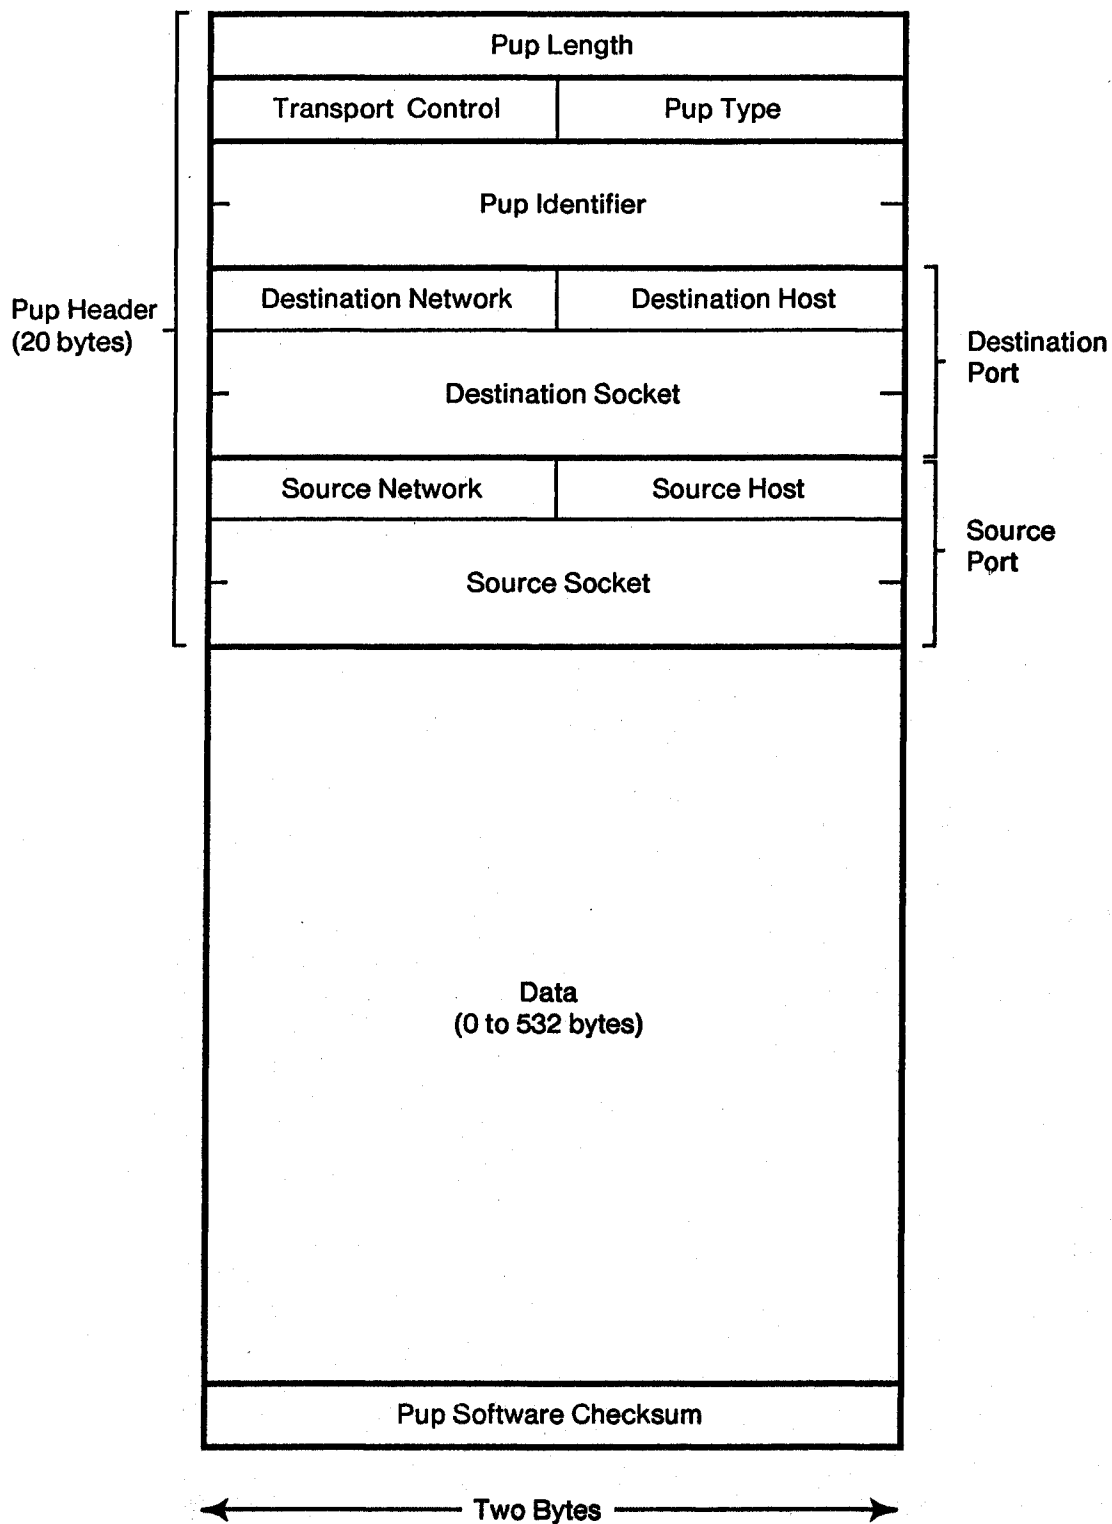 Pup Length
Transport Control
Pup Type
Pup Identifier
Pup Header
(20 bytes)
Destination Network
Destination Host
Destination
Port
Destination Socket
Source Network
Source Host
Source
Port
Source Socket
Data
(0 to 532 bytes)
Pup Software Checksum
Two Bytes